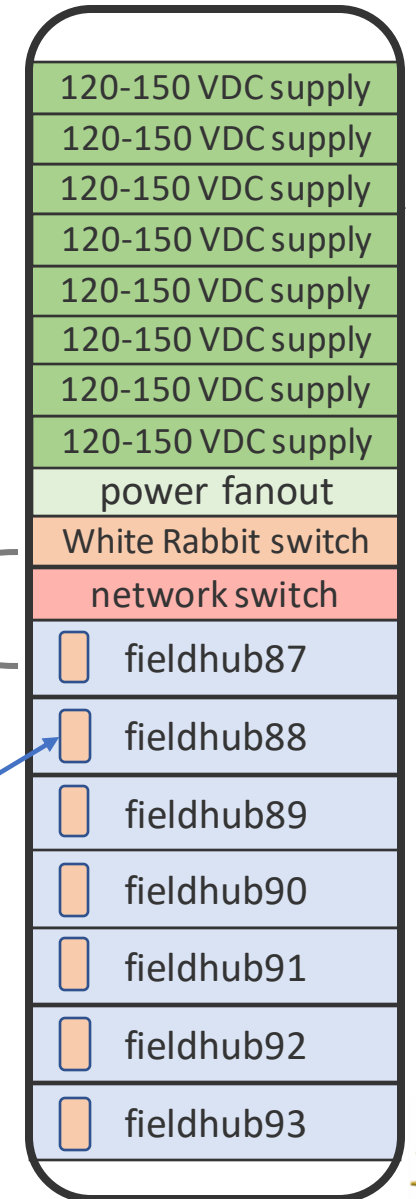 120-150 VDC supply
120-150 VDC supply
120-150 VDC supply
120-150 VDC supply
120-150 VDC supply
120-150 VDC supply
120-150 VDC supply
120-150 VDC supply
power fanout
White Rabbit switch
network switch
fieldhub87
fieldhub88
fieldhub89
fieldhub90
fieldhub91
fieldhub92
fieldhub93